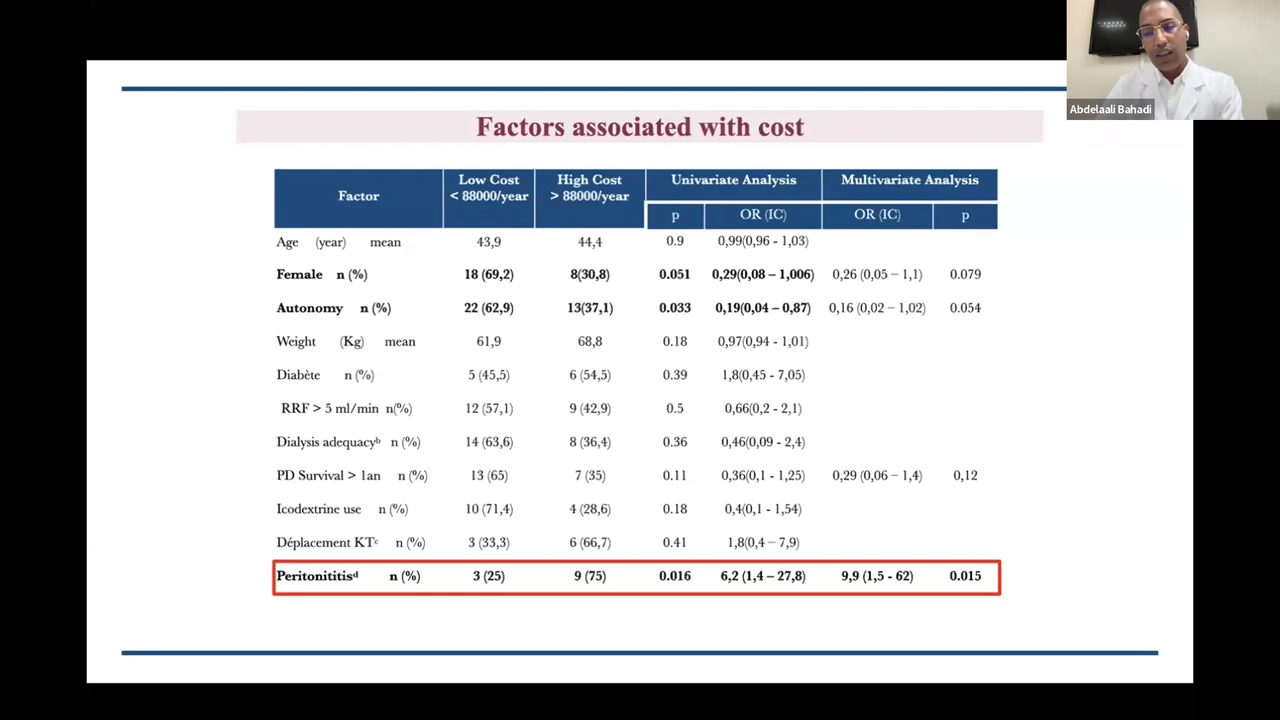 Abdelaali Bahadi
Factors associated with cost
Factor
Low Cost
< 88000/year
High Cost
> 88000/year
Univariate Analysis
Multivariate Analysis
p
OR (IC)
OR (IC)
p
Age (year) mean 43,9 44,4 0.9 0,99(0,96 - 1,03)
Female n (%) 18 (69,2) 8(30,8) 0.051 0,29(0,08 – 1,006) 0,26 (0,05 – 1,1) 0.079
Autonomy n (%) 22 (62,9) 13(37,1) 0.033 0,19(0,04 – 0,87) 0,16 (0,02 – 1,02) 0.054
Weight (Kg) mean 61,9 68,8 0.18 0,97(0,94 - 1,01)
Diabète n (%) 5 (45,5) 6 (54,5) 0.39 1,8(0,45 - 7,05)
RRF > 5 ml/min n(%) 12 (57,1) 9 (42,9) 0.5 0,66(0,2 - 2,1)
Dialysis adequacyᵇ n (%) 14 (63,6) 8 (36,4) 0.36 0,46(0,09 - 2,4)
PD Survival > 1an n (%) 13 (65) 7 (35) 0.11 0,36(0,1 - 1,25) 0,29 (0,06 – 1,4) 0,12
Icodextrine use n (%) 10 (71,4) 4 (28,6) 0.18 0,4(0,1 - 1,54)
Déplacement KTᶜ n (%) 3 (33,3) 6 (66,7) 0.41 1,8(0,4 – 7,9)
Peritonititisᵈ n (%) 3 (25) 9 (75) 0.016 6,2 (1,4 – 27,8) 9,9 (1,5 - 62) 0.015